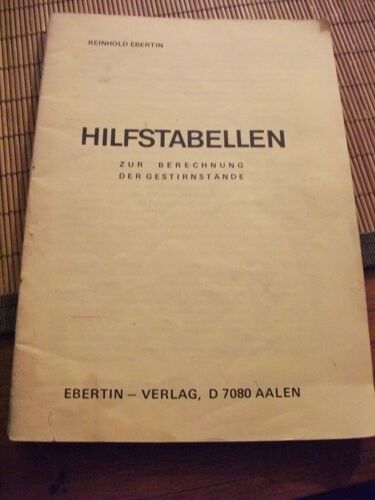 REINHOLD EBERTIN
HILFSTABELLEN
ZUR BERECHNUNG
DER GESTIRNSTÄNDE
EBERTIN – VERLAG, D 7080 AALEN